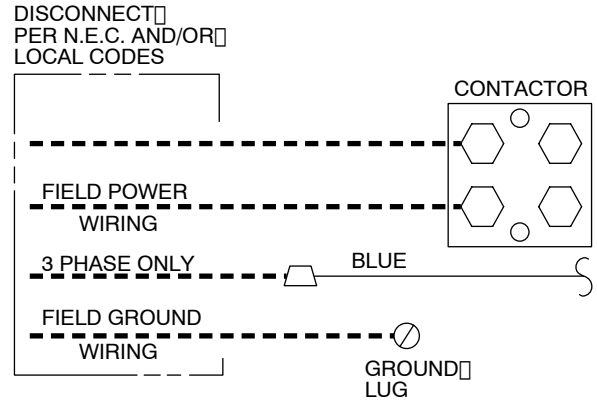 DISCONNECT▯
PER N.E.C. AND/OR▯
LOCAL CODES
CONTACTOR
FIELD POWER
WIRING
3 PHASE ONLY
BLUE
FIELD GROUND
WIRING
GROUND▯
LUG